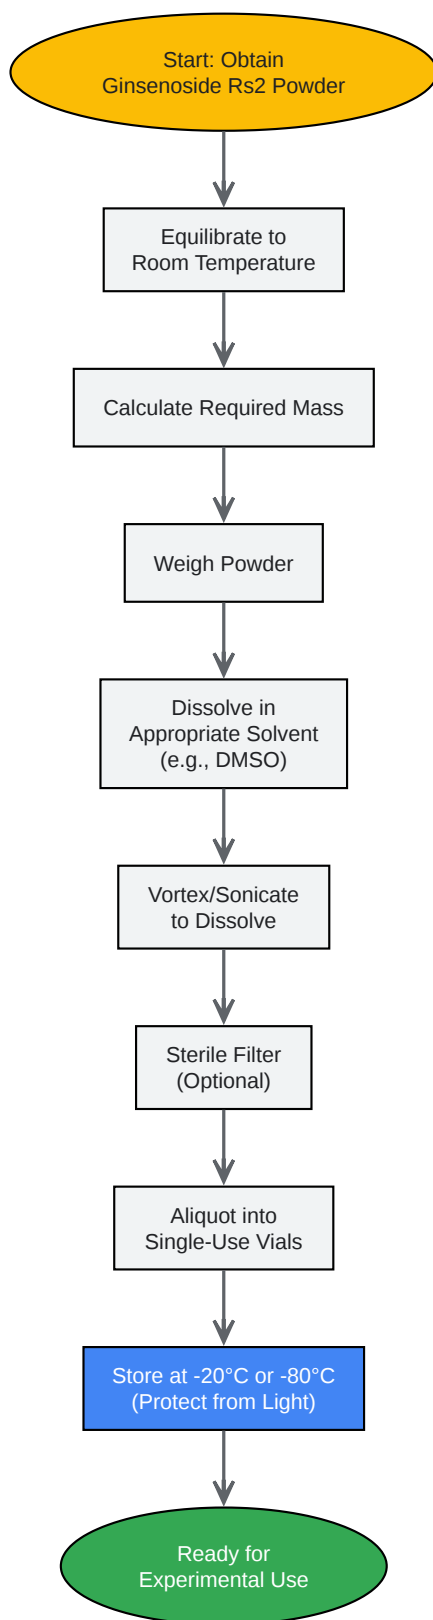 Start: Obtain
Ginsenoside Rs2 Powder
Equilibrate to
Room Temperature
Calculate Required Mass
Weigh Powder
Dissolve in
Appropriate Solvent
(e.g., DMSO)
Vortex/Sonicate
to Dissolve
Sterile Filter
(Optional)
Aliquot into
Single-Use Vials
Store at -20°C or -80°C
(Protect from Light)
Ready for
Experimental Use